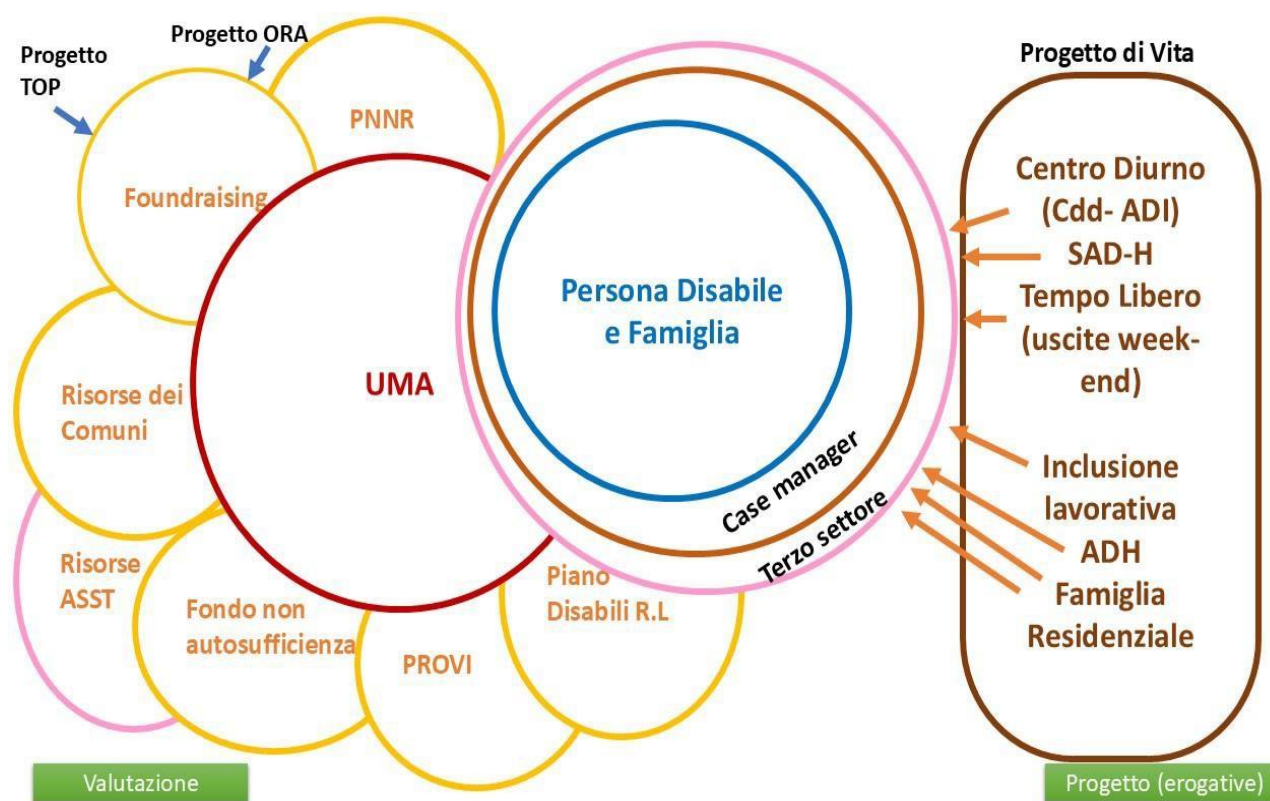 Progetto
TOP
Progetto ORA
PNNR
Foundraising
Risorse dei
Comuni
Risorse
ASST
Fondo non
autosufficienza
PROVI
Piano
Disabili R.L
UMA
Persona Disabile
e Famiglia
Case manager
Terzo settore
Progetto di Vita
Centro Diurno
(Cdd- ADI)
SAD-H
Tempo Libero
(uscite week-
end)
Inclusione
lavorativa
ADH
Famiglia
Residenziale
Valutazione
Progetto (erogative)